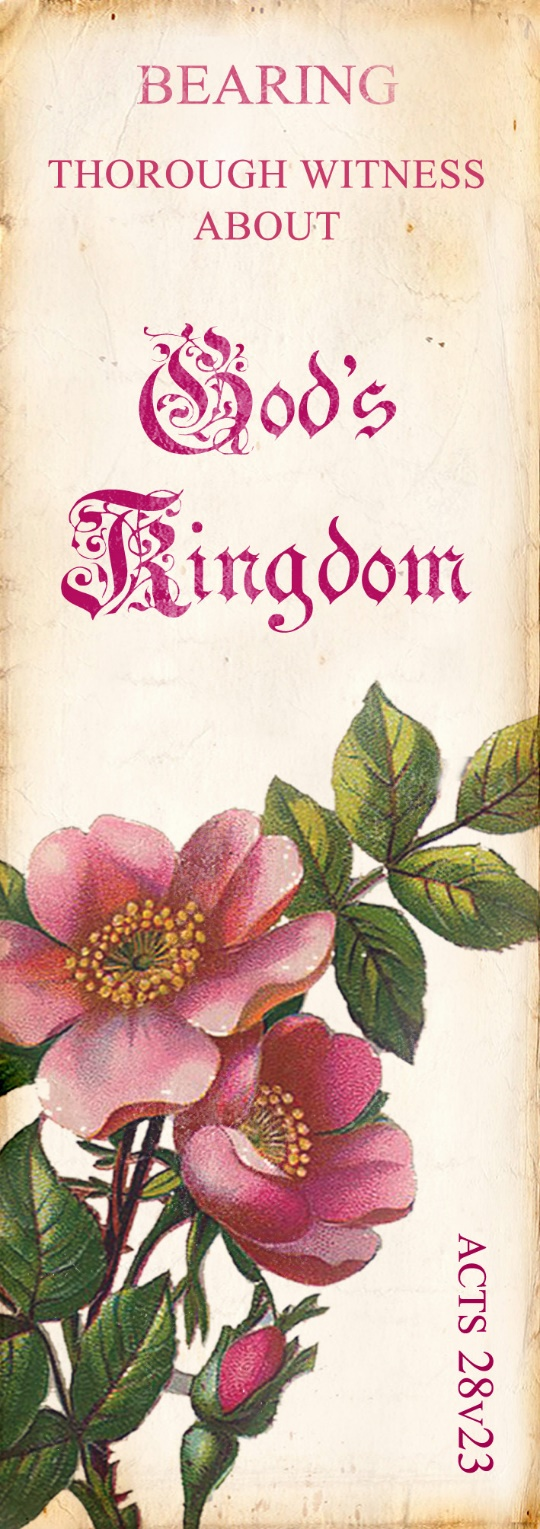 BEARING
THOROUGH WITNESS
ABOUT
God's
Kingdom
ACTS 28v23